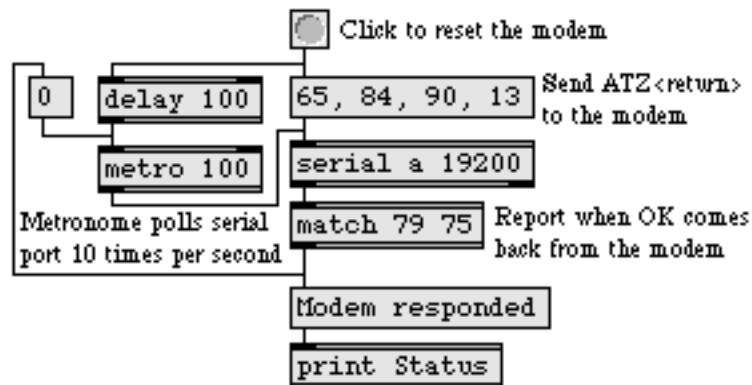 Click to reset the modem
0
delay 100
65, 84, 90, 13
Send ATZ<return>
to the modem
metro 100
serial a 19200
Metronome polls serial
port 10 times per second
match 79 75
Report when OK comes
back from the modem
Modem responded
print Status